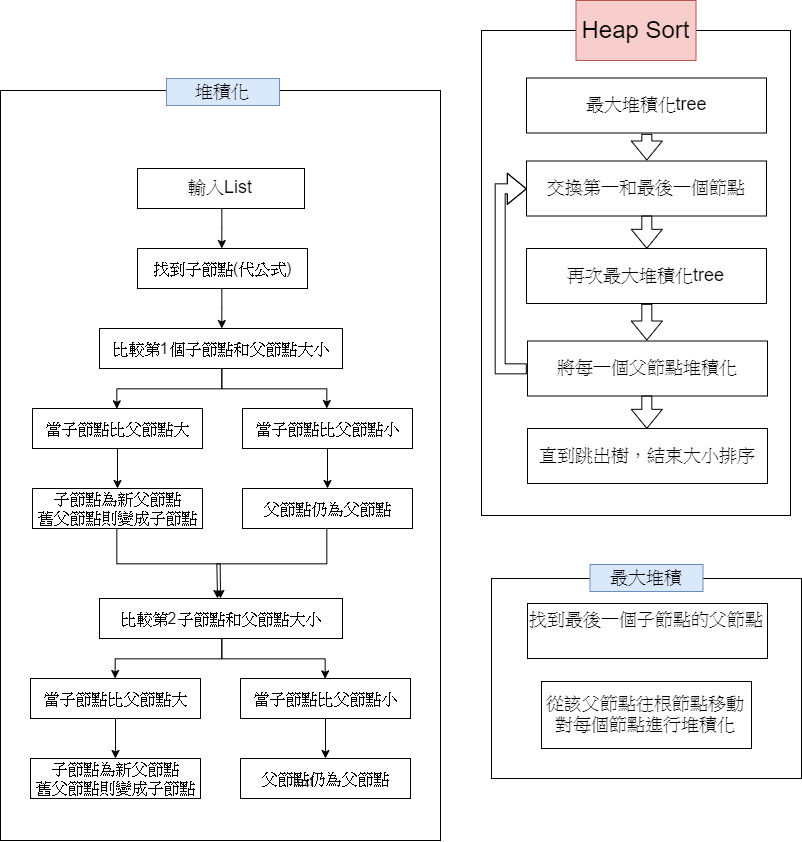 堆積化
輸入List
找到子節點(代公式)
比較第1個子節點和父節點大小
當子節點比父節點大
當子節點比父節點小
子節點為新父節點
舊父節點則變成子節點
父節點仍為父節點
比較第2子節點和父節點大小
當子節點比父節點大
當子節點比父節點小
子節點為新父節點
舊父節點則變成子節點
父節點仍為父節點
Heap Sort
最大堆積化tree
交換第一和最後一個節點
再次最大堆積化tree
將每一個父節點堆積化
直到跳出樹，結束大小排序
最大堆積
找到最後一個子節點的父節點
從該父節點往根節點移動
對每個節點進行堆積化